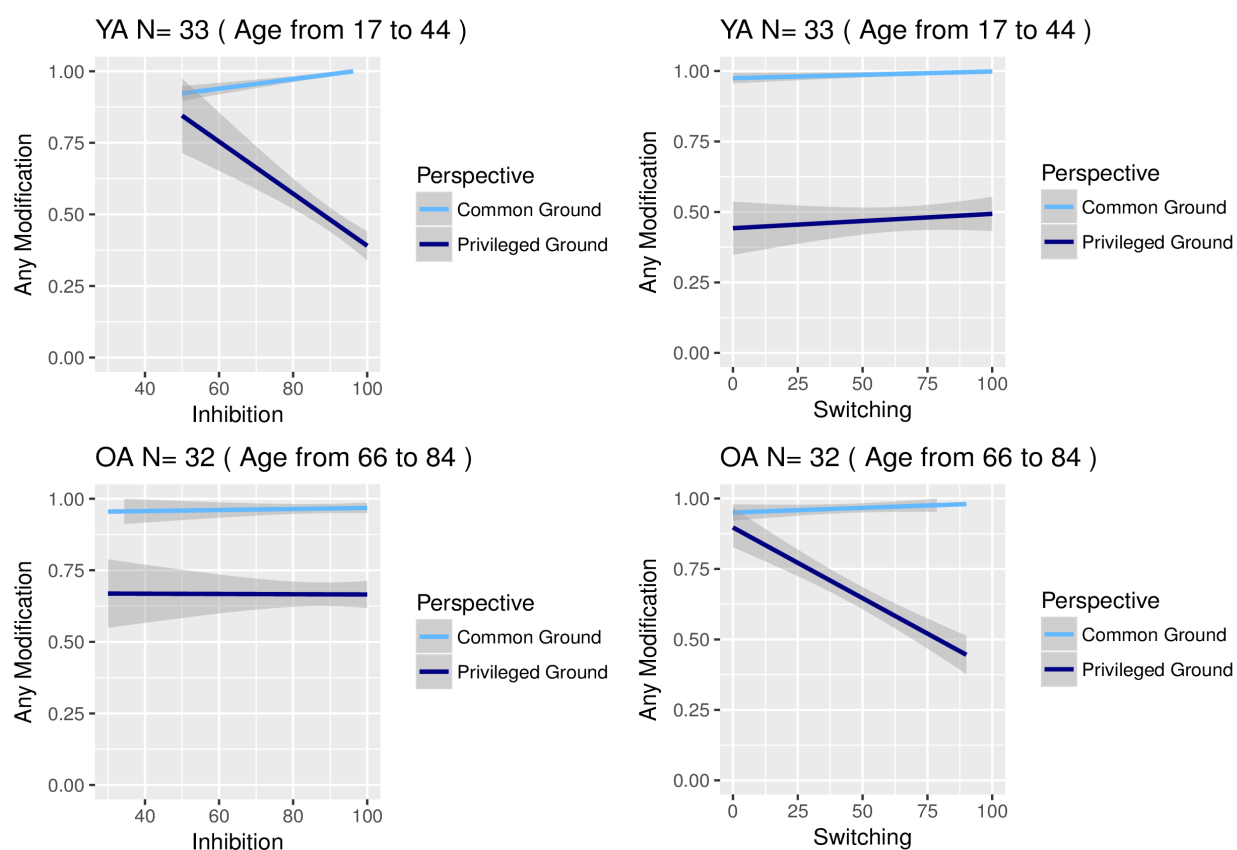 YA N= 33 ( Age from 17 to 44 )
1.00
0.75
0.50
0.25
0.00
Any Modification
40 60 80 100
Inhibition
Perspective
Common Ground
Privileged Ground
YA N= 33 ( Age from 17 to 44 )
1.00
0.75
0.50
0.25
0.00
Any Modification
0 25 50 75 100
Switching
Perspective
Common Ground
Privileged Ground
OA N= 32 ( Age from 66 to 84 )
1.00
0.75
0.50
0.25
0.00
Any Modification
40 60 80 100
Inhibition
Perspective
Common Ground
Privileged Ground
OA N= 32 ( Age from 66 to 84 )
1.00
0.75
0.50
0.25
0.00
Any Modification
0 25 50 75 100
Switching
Perspective
Common Ground
Privileged Ground